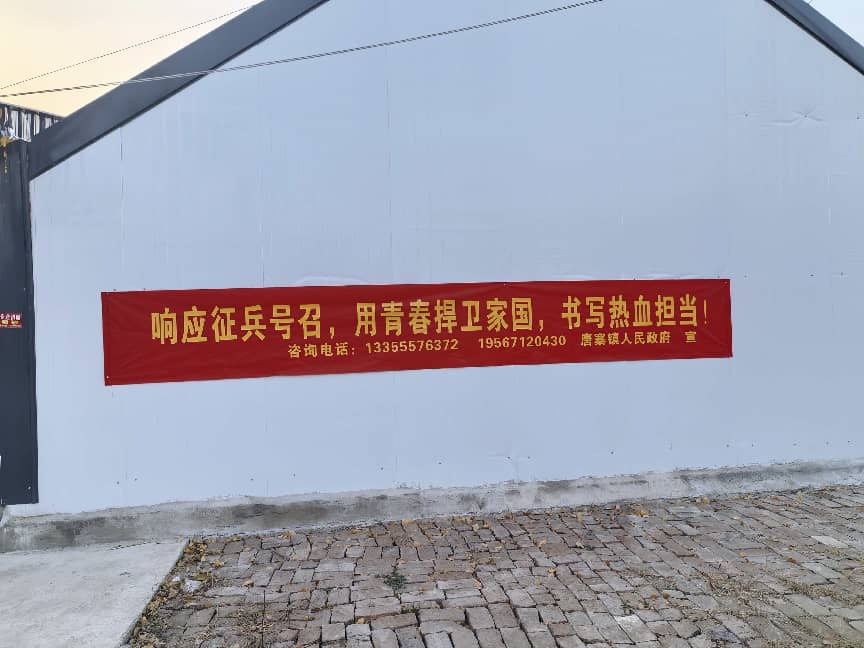 响应征兵号召，用青春捍卫家国，书写热血担当！
咨询电话：13355576372 19567120430 唐寨镇人民政府 宣